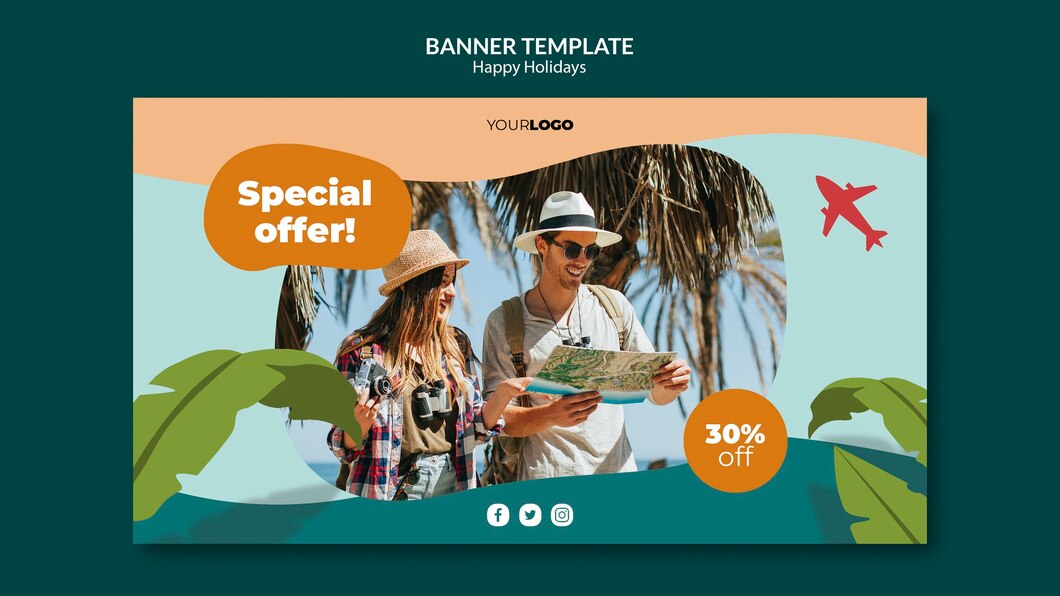 BANNER TEMPLATE
Happy Holidays
YOURLOGO
Special
offer!
30%
off